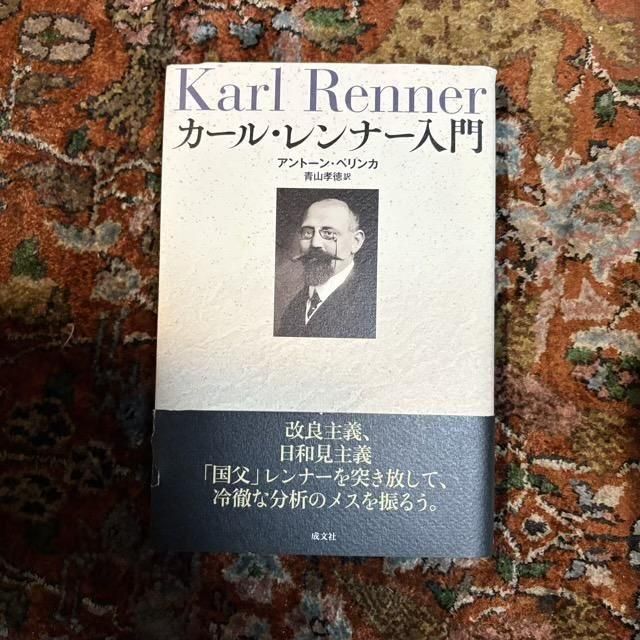 Karl Renner
カール・レンナー入門
アントーン・ペリンカ
青山孝徳 訳
改良主義、
日和見主義
「国父」レンナーを突き放して、
冷徹な分析のメスを振るう。
成文社